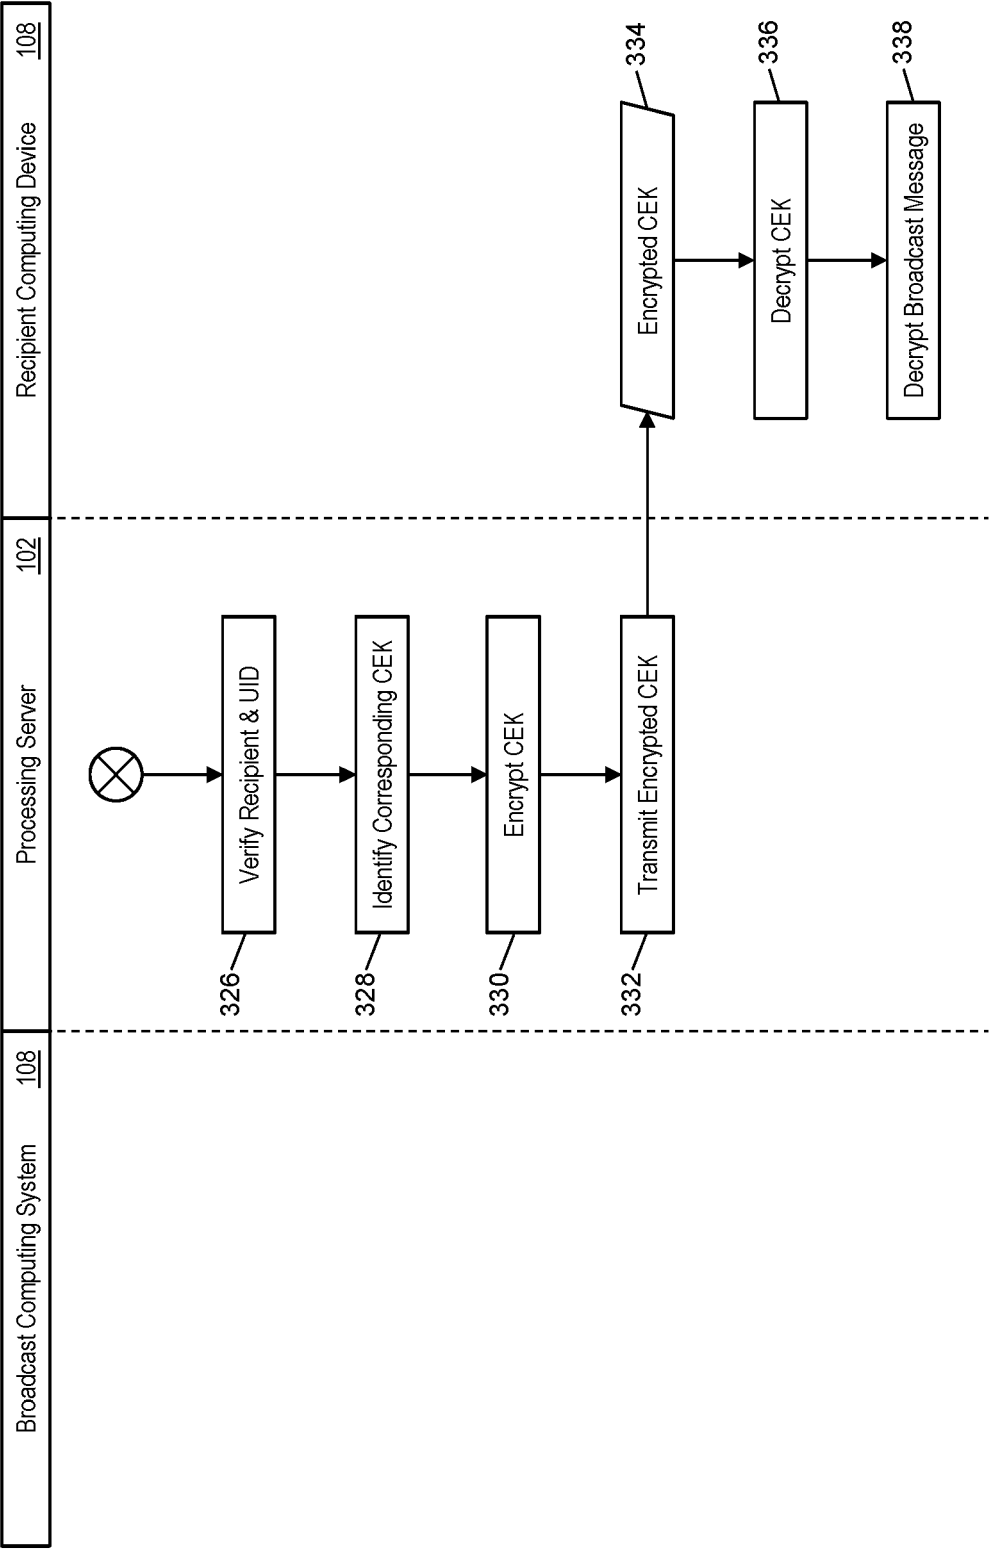 Broadcast Computing System
108
Processing Server
102
Recipient Computing Device
108
Verify Recipient & UID
326
Identify Corresponding CEK
328
Encrypt CEK
330
Transmit Encrypted CEK
332
Encrypted CEK
334
Decrypt CEK
336
Decrypt Broadcast Message
338